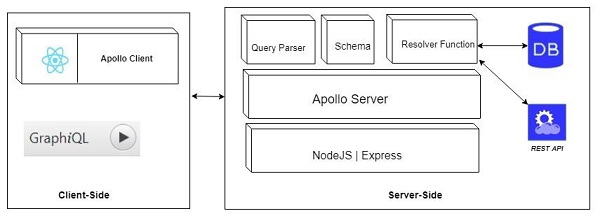 Apollo Client
GraphiQL
Client-Side
Query Parser
Schema
Resolver Function
DB
Apollo Server
REST API
NodeJS | Express
Server-Side